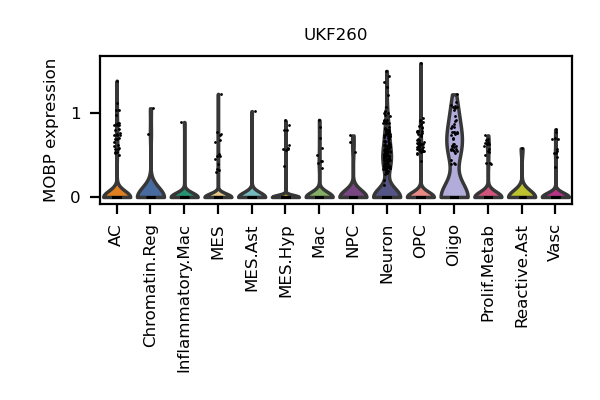 UKF260
MOBP expression
1
0
AC
Chromatin.Reg
Inflammatory.Mac
MES
MES.Ast
MES.Hyp
Mac
NPC
Neuron
OPC
Oligo
Prolif.Metab
Reactive.Ast
Vasc